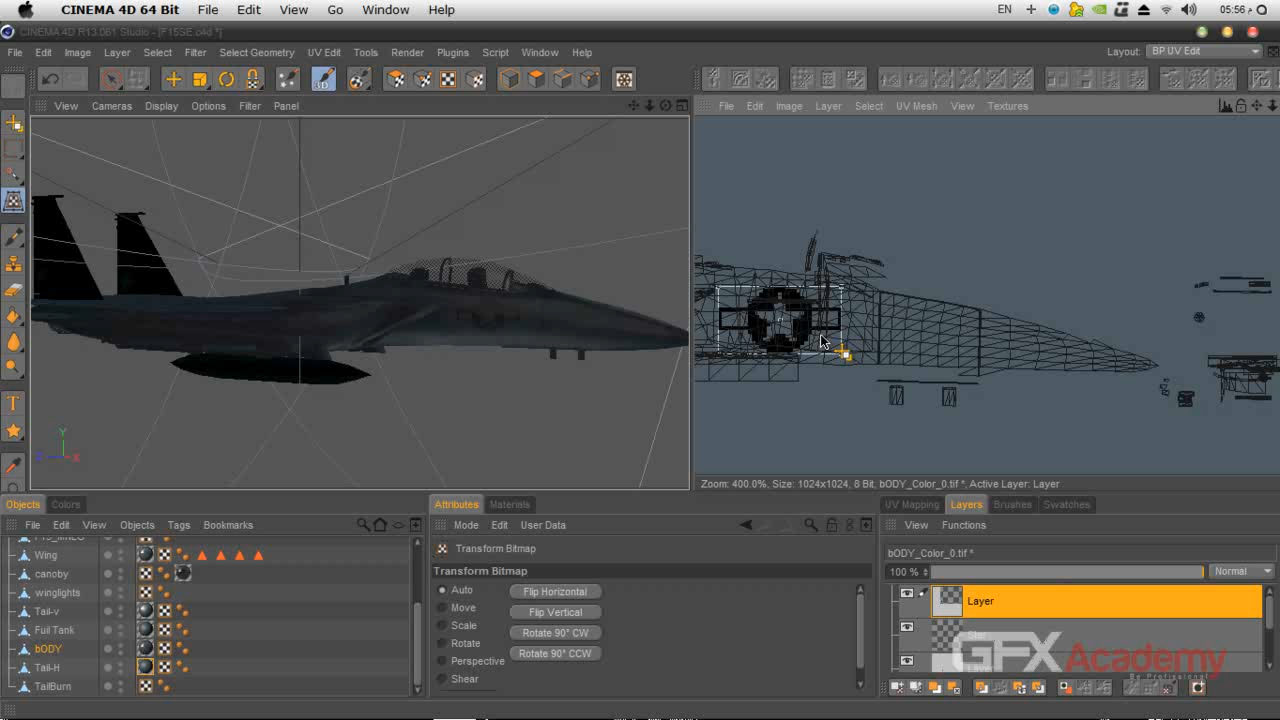 CINEMA 4D 64 Bit File Edit View Go Window Help EN 05:56 م
CINEMA 4D R13.061 Studio - [F15SE.c4d *]
File Edit Image Layer Select Filter Select Geometry UV Edit Tools Render Plugins Script Window Help Layout: BP UV Edit
View Cameras Display Options Filter Panel
File Edit Image Layer Select UV Mesh View Textures
Y
X
Zoom: 400.0%, Size: 1024x1024, 8 Bit, bODY_Color_0.tif *, Active Layer: Layer
Objects Colors
Attributes Materials
UV Mapping Layers Brushes Swatches
File Edit View Objects Tags Bookmarks
Mode Edit User Data
View Functions
Wing
canoby
winglights
Tail-v
Full Tank
bODY
Tail-H
TailBurn
Transform Bitmap
Transform Bitmap
Auto Flip Horizontal
Move Flip Vertical
Scale Rotate 90° CW
Rotate Rotate 90° CCW
Perspective
Shear
bODY_Color_0.tif *
100 % Normal
Layer
GFXAcademy
Be Professional